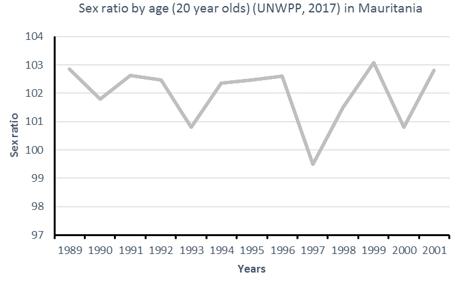 Sex ratio by age (20 year olds) (UNWPP, 2017) in Mauritania
104
103
102
101
100
99
98
97
Sex ratio
1989 1990 1991 1992 1993 1994 1995 1996 1997 1998 1999 2000 2001
Years